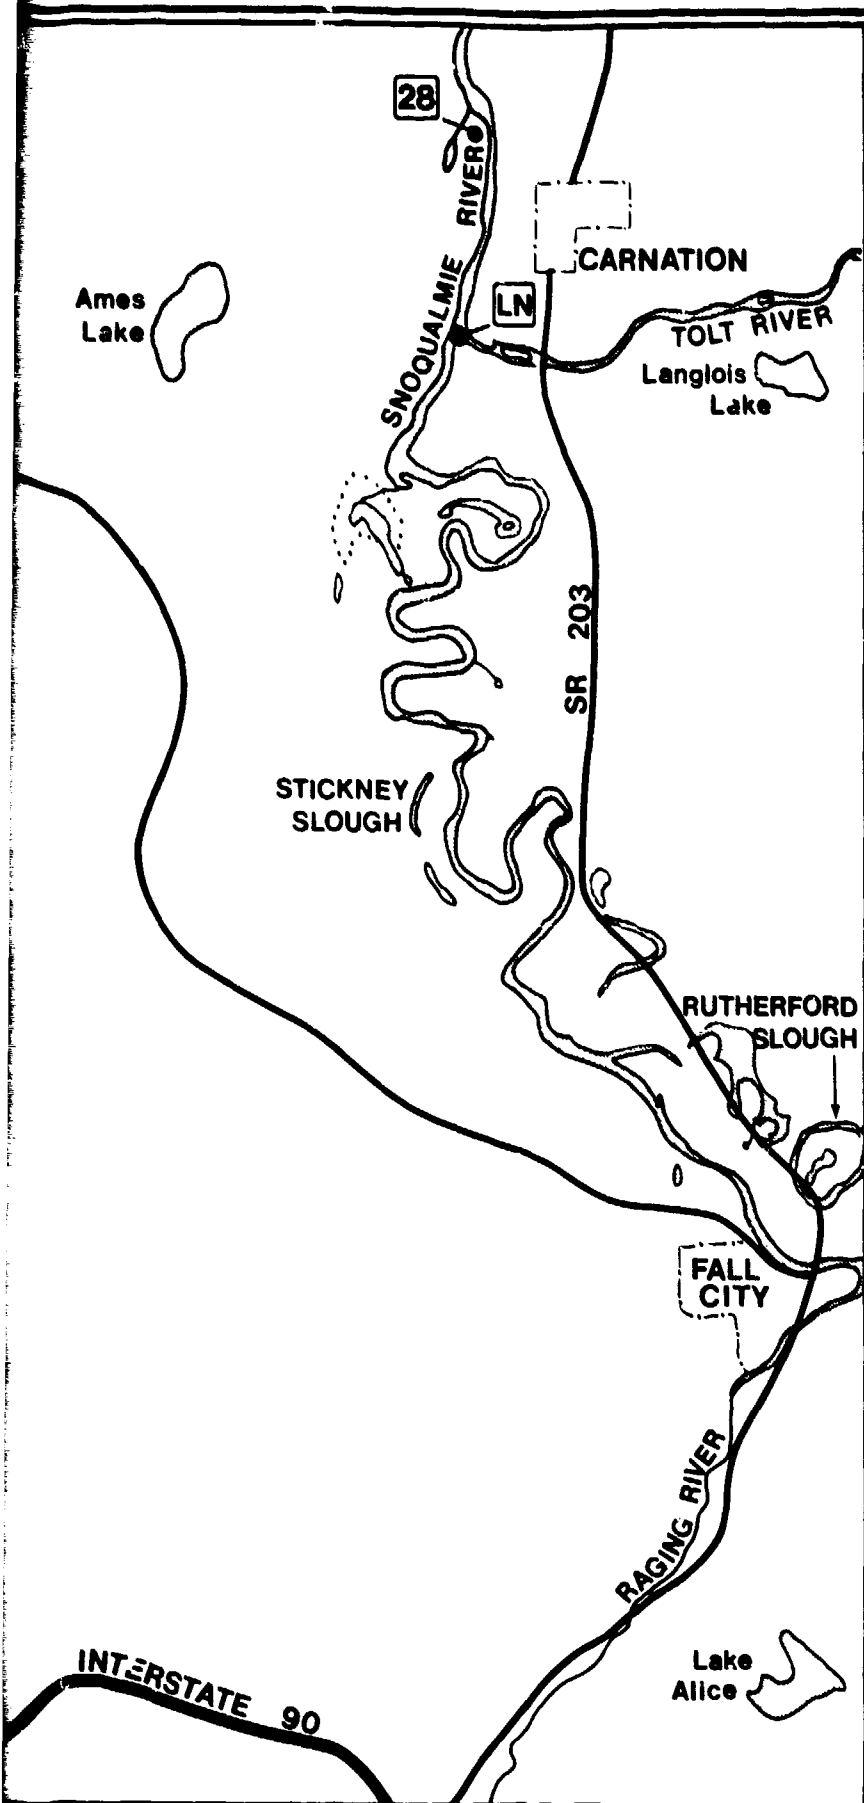 28
SNOQUALMIE RIVER
CARNATION
Ames
Lake
LN
TOLT RIVER
Langlois
Lake
SR 203
STICKNEY
SLOUGH
RUTHERFORD
SLOUGH
FALL
CITY
RAGING RIVER
Lake
Alice
INTERSTATE 90